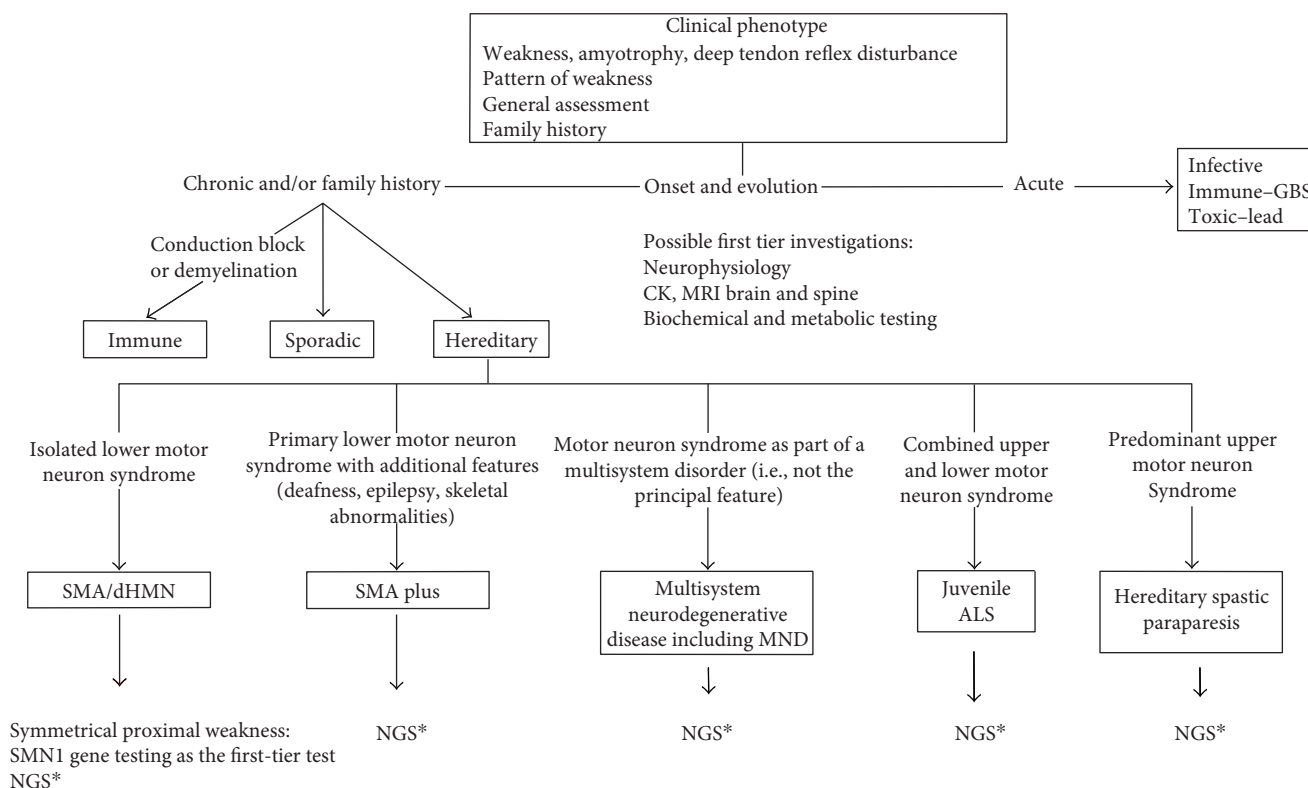 Clinical phenotype
Weakness, amyotrophy, deep tendon reflex disturbance
Pattern of weakness
General assessment
Family history
Chronic and/or family history
Onset and evolution
Acute
Infective
Immune–GBS
Toxic–lead
Conduction block
or demyelination
Possible first tier investigations:
Neurophysiology
CK, MRI brain and spine
Biochemical and metabolic testing
Immune
Sporadic
Hereditary
Isolated lower motor
neuron syndrome
Primary lower motor neuron
syndrome with additional features
(deafness, epilepsy, skeletal
abnormalities)
Motor neuron syndrome as part of
a multisystem disorder (i.e., not the
principal feature)
Combined upper
and lower motor
neuron syndrome
Predominant upper
motor neuron
Syndrome
SMA/dHMN
SMA plus
Multisystem
neurodegenerative
disease including MND
Juvenile
ALS
Hereditary spastic
paraparesis
Symmetrical proximal weakness:
SMN1 gene testing as the first-tier test
NGS*
NGS*
NGS*
NGS*
NGS*